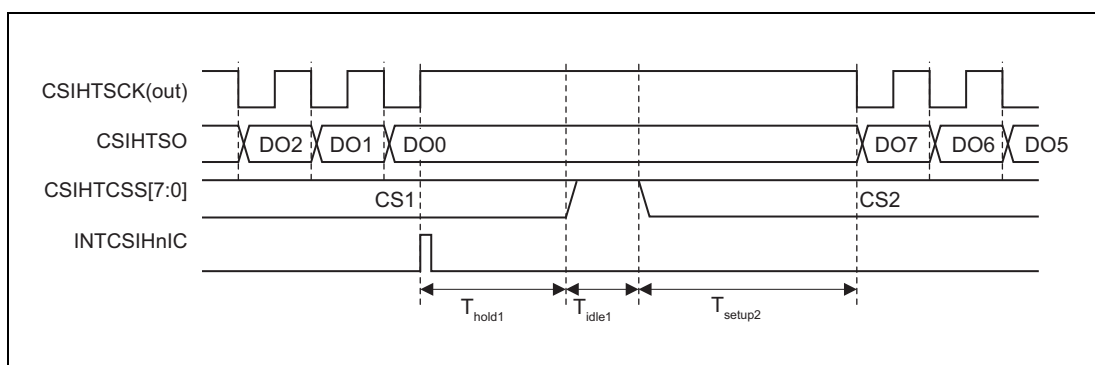 CSIHTSCK(out)
CSIHTSO DO2 DO1 DO0 DO7 DO6 DO5
CSIHTCSS[7:0] CS1 CS2
INTCSIHnIC
Thold1 Tidle1 Tsetup2